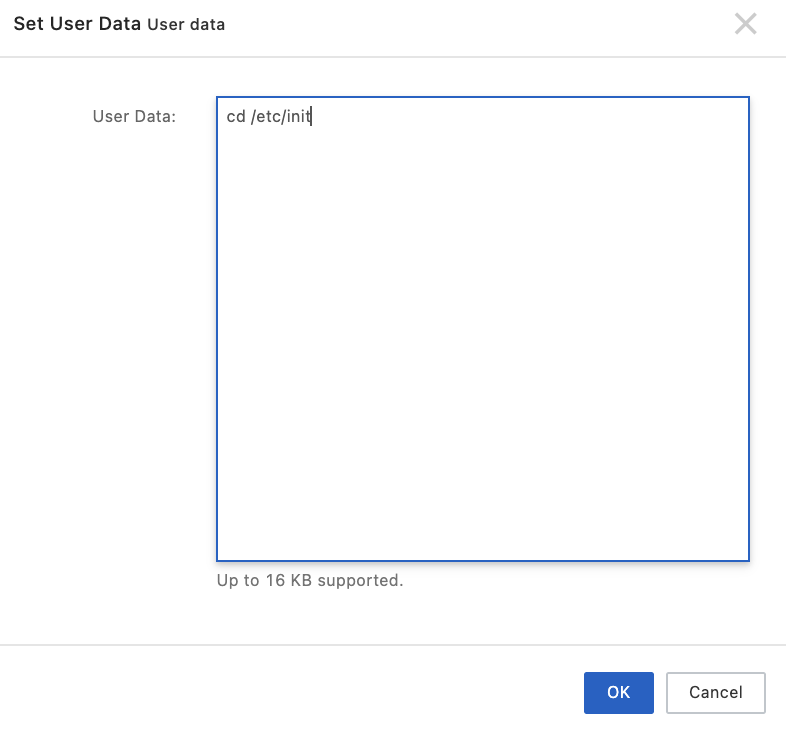 Set User Data User data
User Data:
cd /etc/init
Up to 16 KB supported.
OK
Cancel